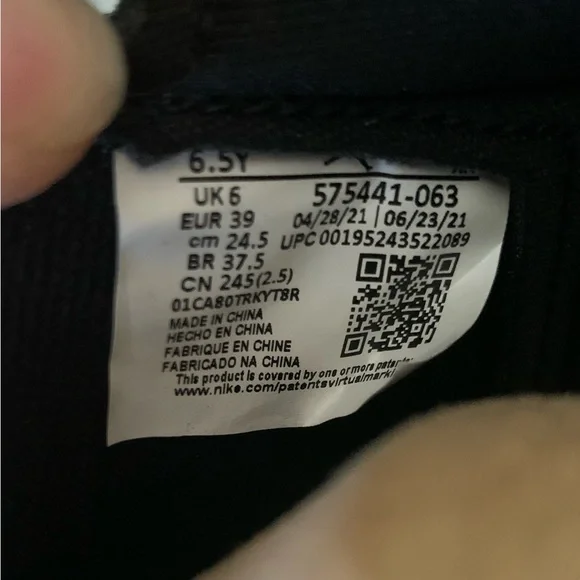 6.5Y
UK 6 575441-063
EUR 39 04/28/21 | 06/23/21
cm 24.5 UPC 00195243522089
BR 37.5
CN 245(2.5)
01CA80TRKYT8R
MADE IN CHINA
HECHO EN CHINA
FABRIQUE EN CHINE
FABRICADO NA CHINA
This product is covered by one or more
www.nike.com/patentsvirtualmark